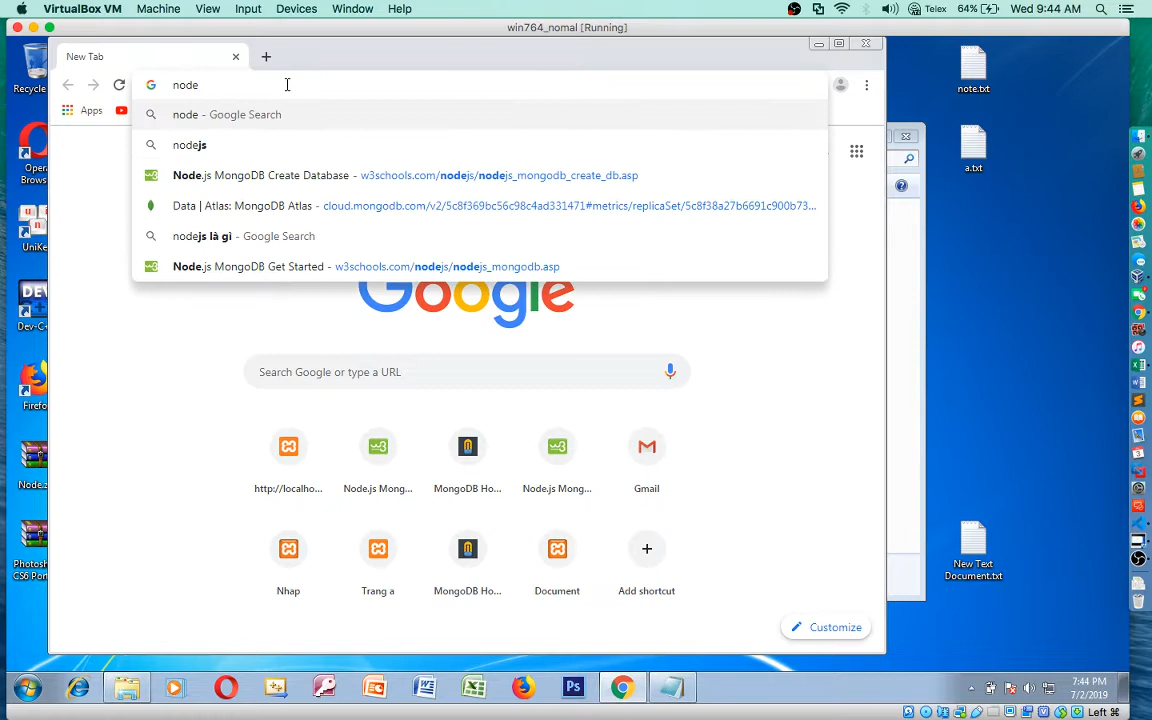 VirtualBox VM Machine View Input Devices Window Help Telex 64% Wed 9:44 AM
win764_nomal [Running]
New Tab
node
Apps
node - Google Search
nodejs
Node.js MongoDB Create Database - w3schools.com/nodejs/nodejs_mongodb_create_db.asp
Data | Atlas: MongoDB Atlas - cloud.mongodb.com/v2/5c8f369bc56c98c4ad331471#metrics/replicaSet/5c8f38a27b6691c900b73...
nodejs là gì - Google Search
Node.js MongoDB Get Started - w3schools.com/nodejs/nodejs_mongodb.asp
Google
Search Google or type a URL
http://localho...
Node.js Mong...
MongoDB Ho...
Node.js Mong...
Gmail
Nhap
Trang a
MongoDB Ho...
Document
Add shortcut
Customize
Recycle
Opera
Brows
UniKe
DEV
Dev-C+
Firefo
Node.z
Photosh
CS6 Port
note.txt
a.txt
New Text
Document.txt
Ps
7:44 PM
7/2/2019
Left ⌘